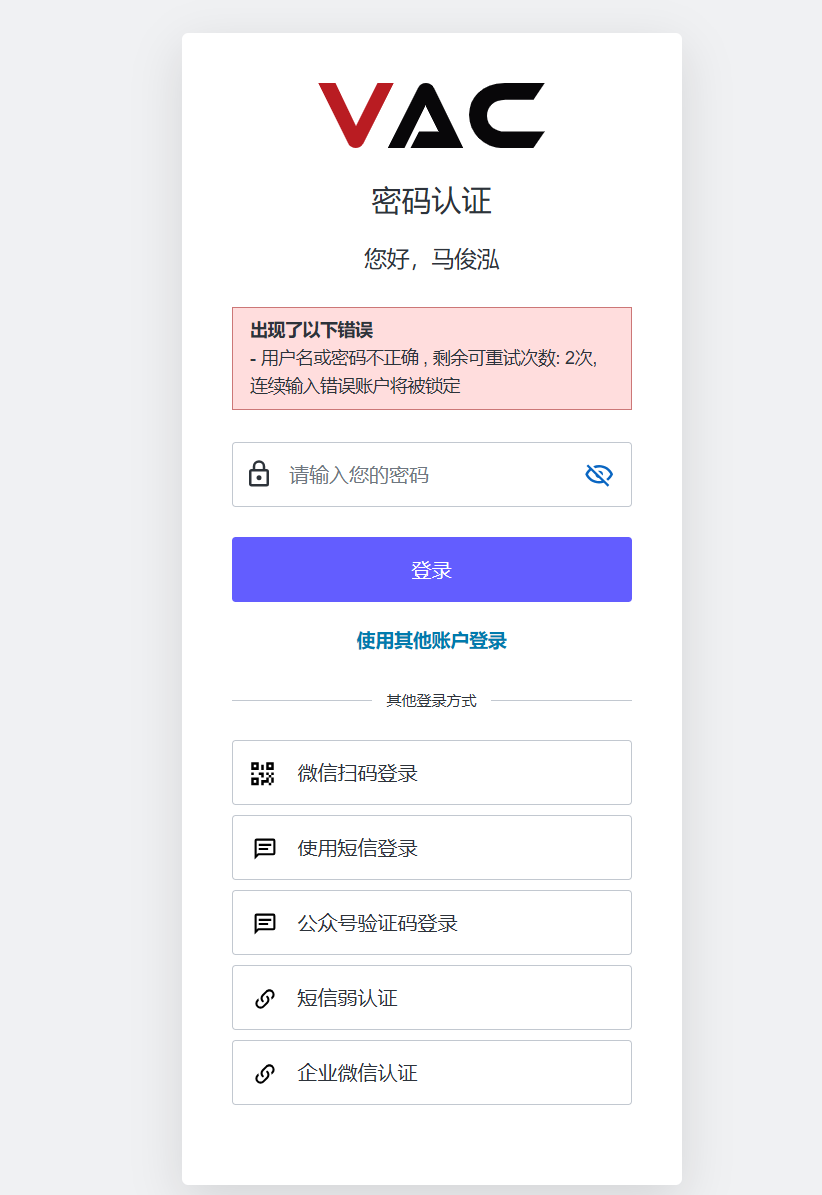 VAC
密码认证
您好，马俊泓
出现了以下错误
- 用户名或密码不正确 , 剩余可重试次数: 2次,
连续输入错误账户将被锁定
请输入您的密码
登录
使用其他账户登录
其他登录方式
微信扫码登录
使用短信登录
公众号验证码登录
短信弱认证
企业微信认证